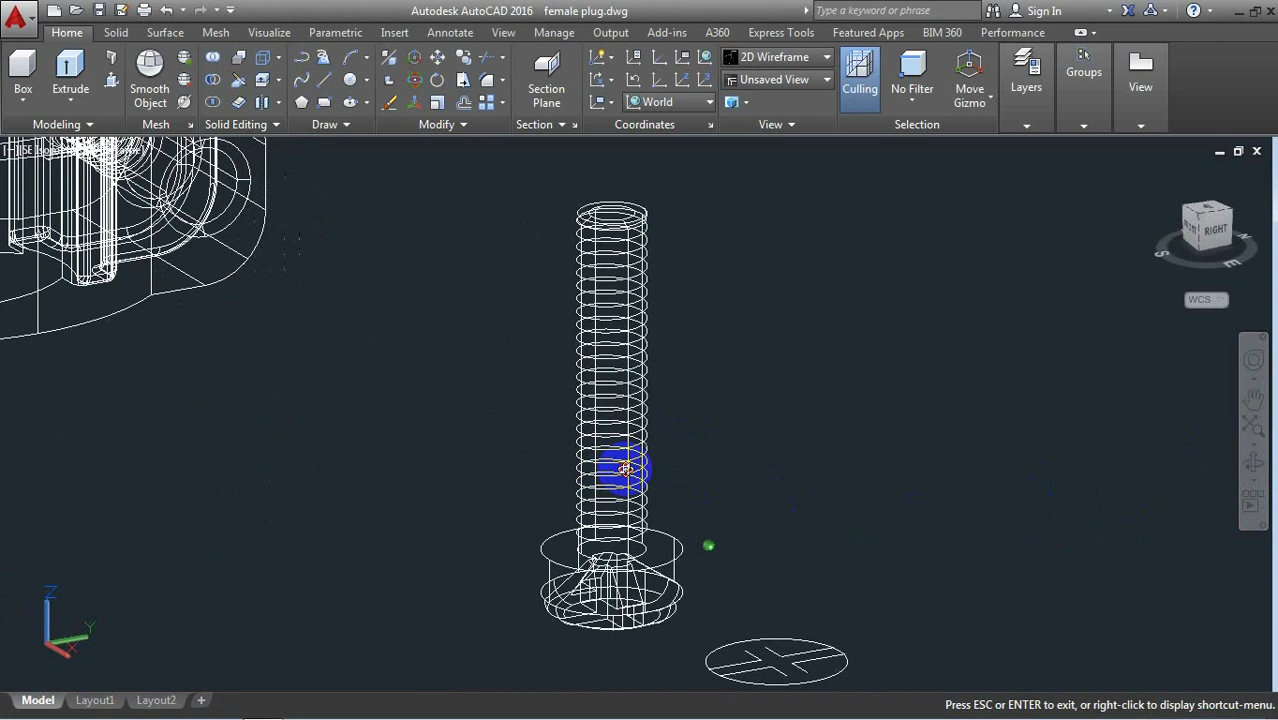 Autodesk AutoCAD 2016 female plug.dwg
Type a keyword or phrase
Sign In
Home Solid Surface Mesh Visualize Parametric Insert Annotate View Manage Output Add-ins A360 Express Tools Featured Apps BIM 360 Performance
Box
Extrude
Smooth Object
Section Plane
World
2D Wireframe
Unsaved View
Culling
No Filter
Move Gizmo
Layers
Groups
View
Modeling Mesh Solid Editing Draw Modify Section Coordinates View Selection
RIGHT
S
E
WCS
Z
Y
X
Model Layout1 Layout2 +
Press ESC or ENTER to exit, or right-click to display shortcut-menu.